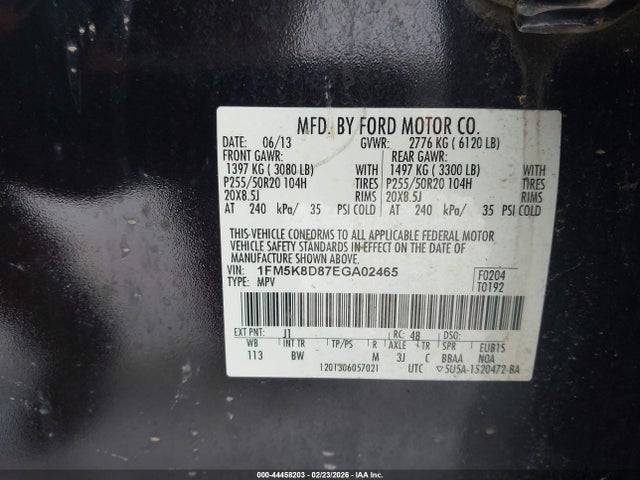 MFD. BY FORD MOTOR CO.
DATE: 06/13 GVWR: 2776 KG ( 6120 LB)
FRONT GAWR: REAR GAWR:
1397 KG ( 3080 LB) WITH 1497 KG ( 3300 LB) WITH
P255/50R20 104H TIRES P255/50R20 104H TIRES
20X8.5J RIMS 20X8.5J RIMS
AT 240 kPa/ 35 PSI COLD AT 240 kPa/ 35 PSI COLD
THIS VEHICLE CONFORMS TO ALL APPLICABLE FEDERAL MOTOR
VEHICLE SAFETY STANDARDS IN EFFECT ON THE DATE OF
MANUFACTURE SHOWN ABOVE.
VIN: 1FM5K8D87EGA02465 F0204
TYPE: MPV T0192
EXT PNT: J1 RC: 48 DSO:
WB INT TR TP/PS R AXLE TR SPR EUB1S
113 BW M 3J C BBAA NOA
120T306057021 UTC ▽5U5A-1520472-BA
000-44458203 - 02/23/2026 - IAA Inc.